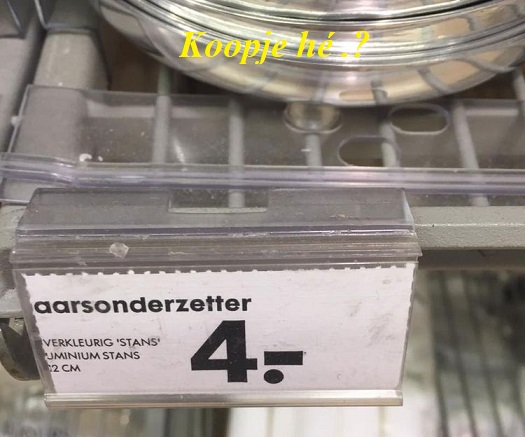 Koopje hé .?
aarsonderzetter
VERKLEURIG 'STANS'
UMINIUM STANS
2 CM
4.-